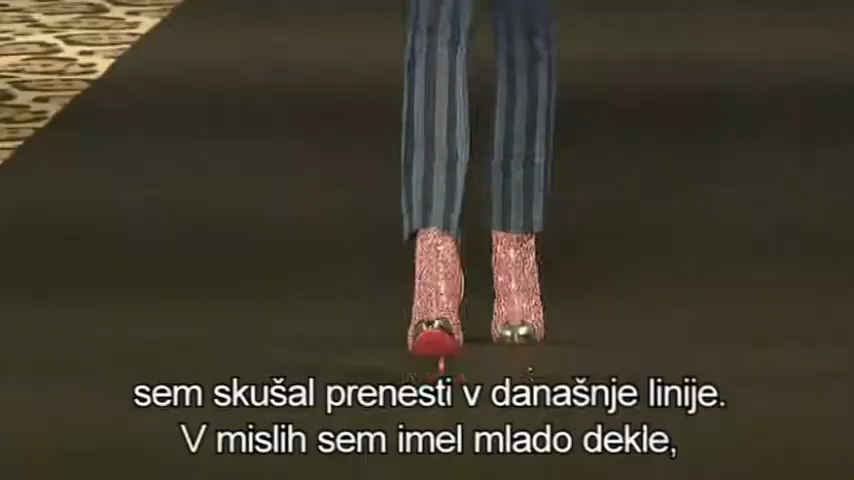 sem skušal prenesti v današnje linije.
V mislih sem imel mlado dekle,